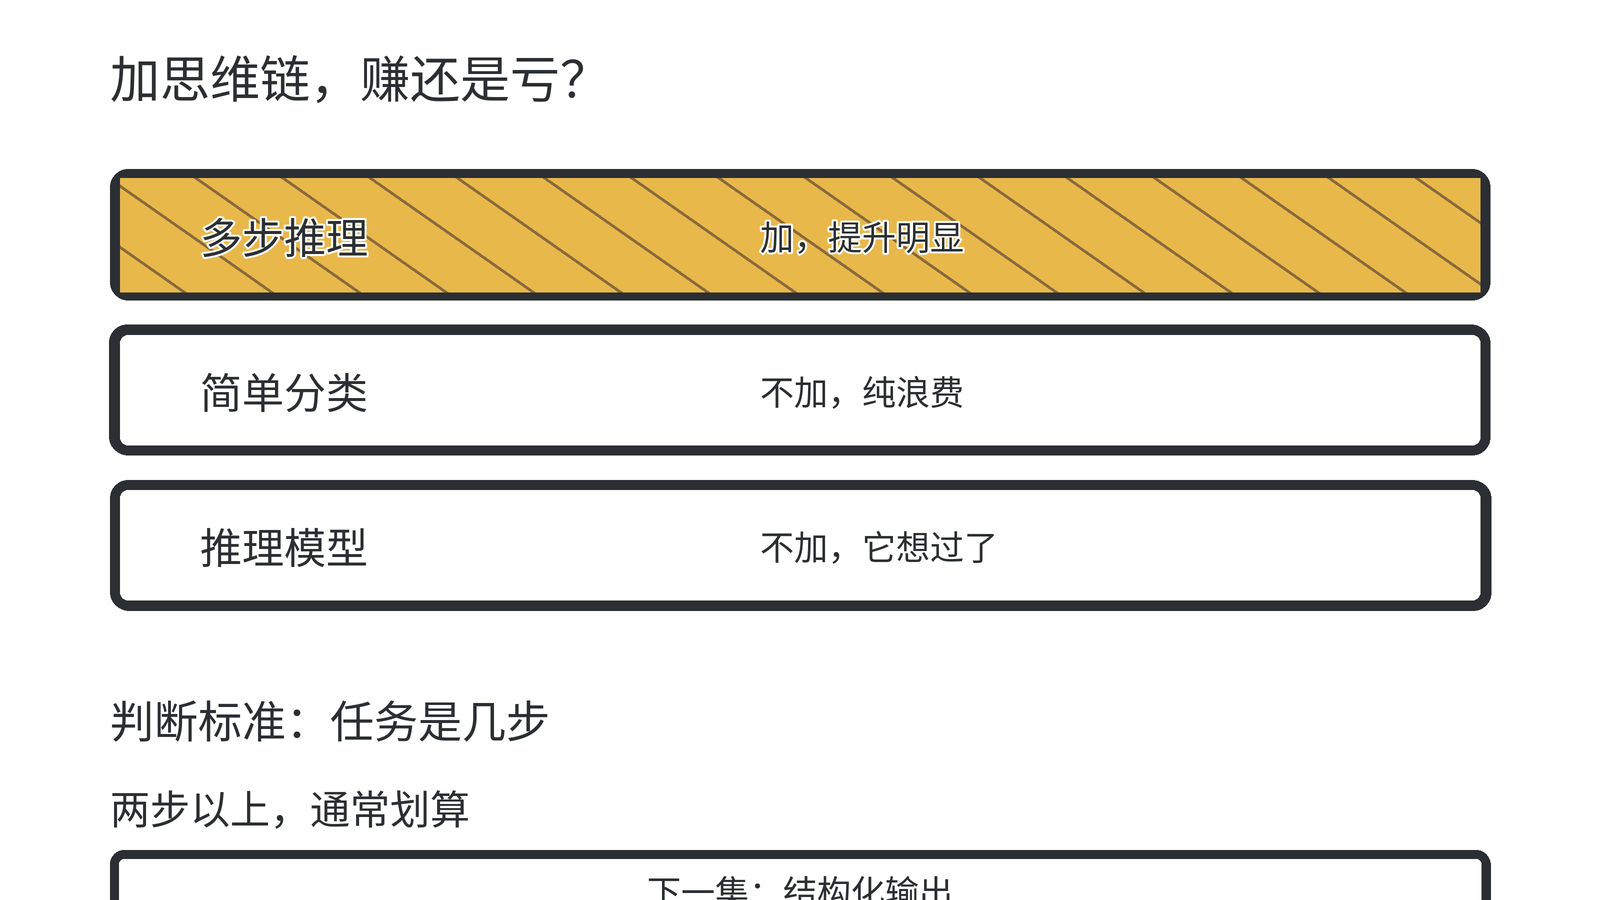 加思维链，赚还是亏？
多步推理 加，提升明显
简单分类 不加，纯浪费
推理模型 不加，它想过了
判断标准：任务是几步
两步以上，通常划算
下一集：结构化输出